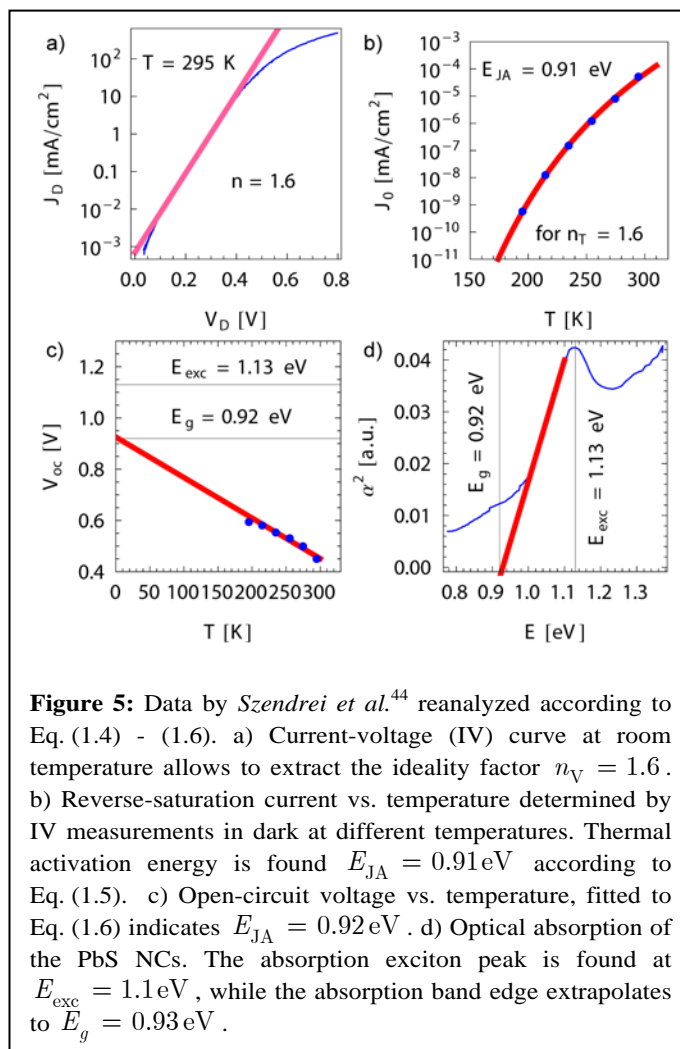 a)
T = 295 K
n = 1.6
J_D [mA/cm²]
10²
10
1
0.1
10⁻²
10⁻³
0.0 0.2 0.4 0.6 0.8
V_D [V]
b)
E_JA = 0.91 eV
for n_T = 1.6
J_0 [mA/cm²]
10⁻³
10⁻⁴
10⁻⁵
10⁻⁶
10⁻⁷
10⁻⁸
10⁻⁹
10⁻¹⁰
10⁻¹¹
150 200 250 300
T [K]
c)
E_exc = 1.13 eV
E_g = 0.92 eV
V_oc [V]
1.2
1.0
0.8
0.6
0.4
0 50 100 150 200 250 300
T [K]
d)
E_g = 0.92 eV
E_exc = 1.13 eV
α² [a.u.]
0.04
0.03
0.02
0.01
0.00
0.8 0.9 1.0 1.1 1.2 1.3
E [eV]
Figure 5: Data by Szendrei et al.⁴⁴ reanalyzed according to
Eq. (1.4) - (1.6). a) Current-voltage (IV) curve at room
temperature allows to extract the ideality factor n_V = 1.6 .
b) Reverse-saturation current vs. temperature determined by
IV measurements in dark at different temperatures. Thermal
activation energy is found E_JA = 0.91 eV according to
Eq. (1.5). c) Open-circuit voltage vs. temperature, fitted to
Eq. (1.6) indicates E_JA = 0.92 eV . d) Optical absorption of
the PbS NCs. The absorption exciton peak is found at
E_exc = 1.1 eV , while the absorption band edge extrapolates
to E_g = 0.93 eV .